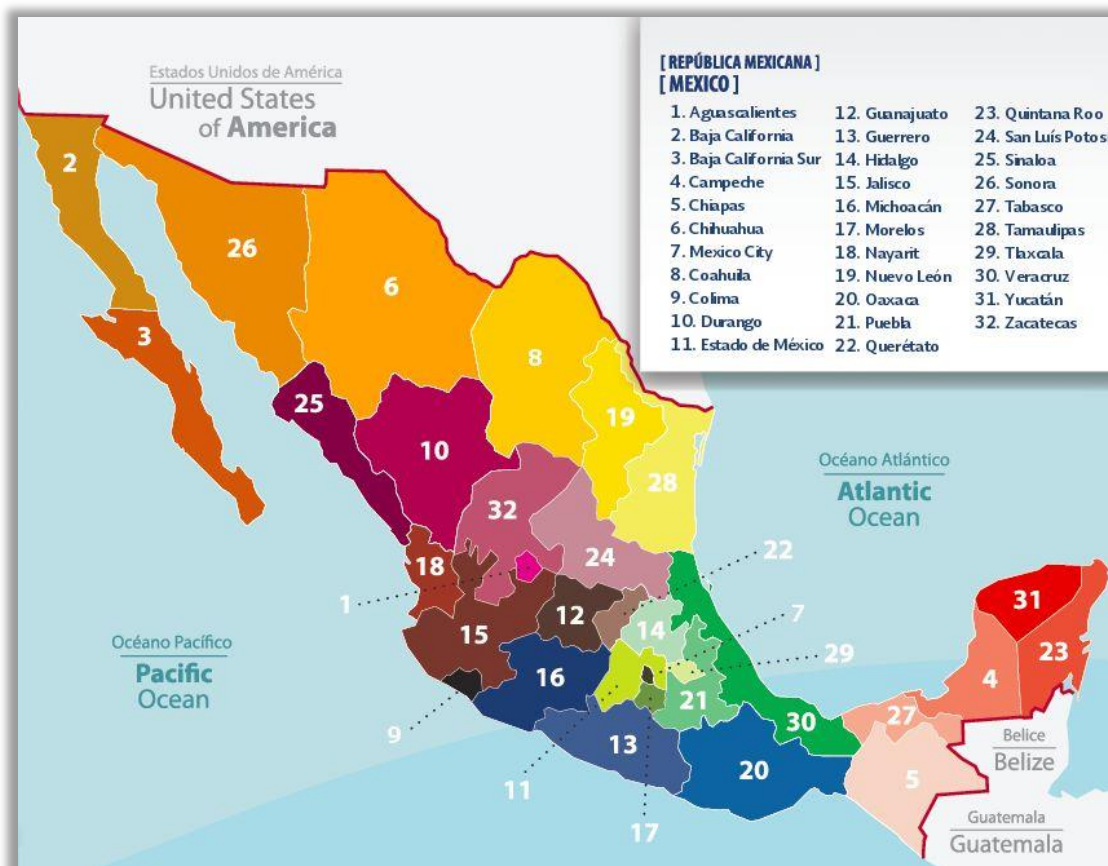 Estados Unidos de América
United States
of America
[ REPÚBLICA MEXICANA ]
[ MEXICO ]
1. Aguascalientes
2. Baja California
3. Baja California Sur
4. Campeche
5. Chiapas
6. Chihuahua
7. Mexico City
8. Coahuila
9. Colima
10. Durango
11. Estado de México
12. Guanajuato
13. Guerrero
14. Hidalgo
15. Jalisco
16. Michoacán
17. Morelos
18. Nayarit
19. Nuevo León
20. Oaxaca
21. Puebla
22. Querétato
23. Quintana Roo
24. San Luís Potos
25. Sinaloa
26. Sonora
27. Tabasco
28. Tamaulipas
29. Tlaxcala
30. Veracruz
31. Yucatán
32. Zacatecas
2
26
6
3
8
25
19
10
28
Océano Atlántico
Atlantic
Ocean
32
24
22
18
1
12
7
31
15
14
29
Océano Pacífico
Pacific
Ocean
16
23
4
21
9
27
30
13
Belice
Belize
20
5
11
17
Guatemala
Guatemala